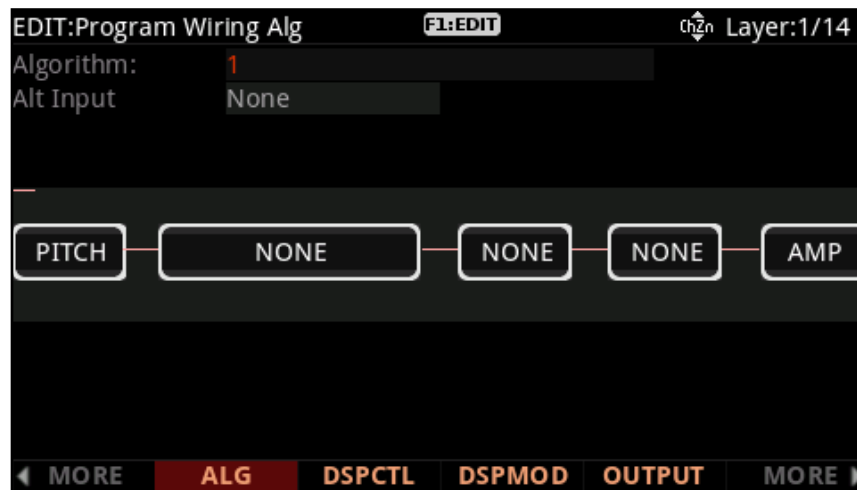 EDIT:Program Wiring Alg F1:EDIT ChZn Layer:1/14
Algorithm: 1
Alt Input None
PITCH NONE NONE NONE AMP
MORE ALG DSPCTL DSPMOD OUTPUT MORE